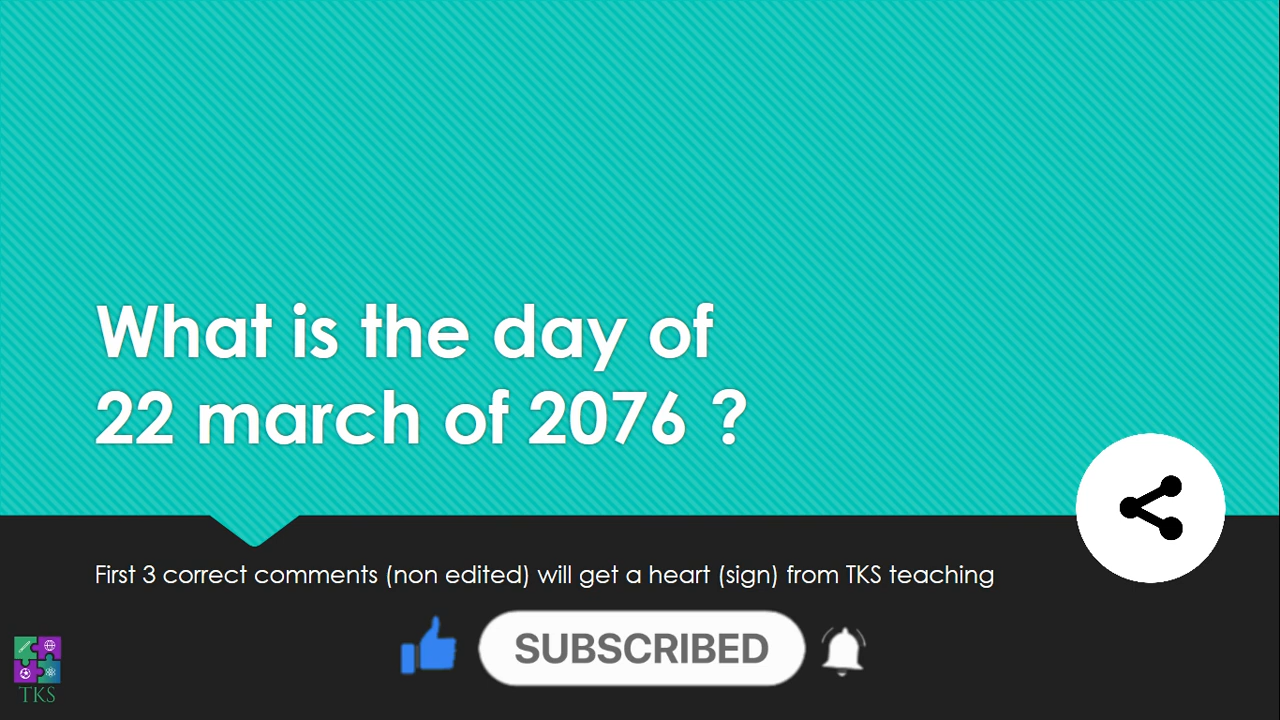 What is the day of
22 march of 2076 ?
First 3 correct comments (non edited) will get a heart (sign) from TKS teaching
SUBSCRIBED
TKS